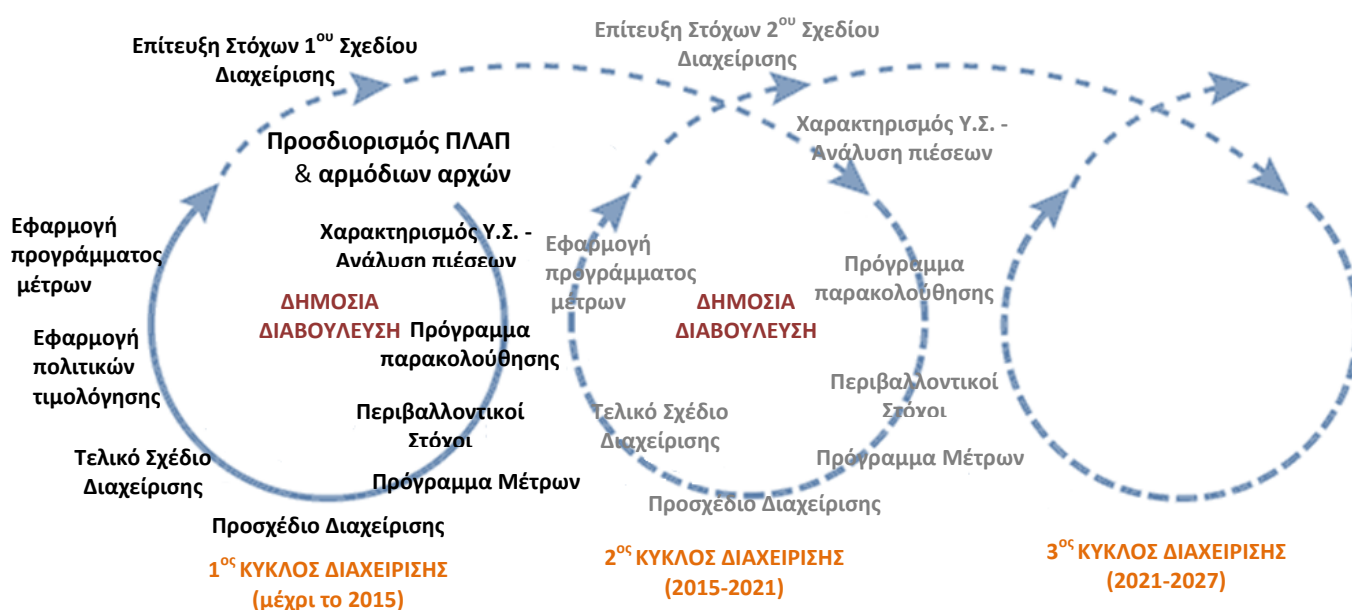 Επίτευξη Στόχων 1ου Σχεδίου
Διαχείρισης
Προσδιορισμός ΠΛΑΠ
& αρμόδιων αρχών
Χαρακτηρισμός Υ.Σ. -
Ανάλυση πιέσεων
Πρόγραμμα
παρακολούθησης
Περιβαλλοντικοί
Στόχοι
Πρόγραμμα Μέτρων
Προσχέδιο Διαχείρισης
Τελικό Σχέδιο
Διαχείρισης
Εφαρμογή
πολιτικών
τιμολόγησης
Εφαρμογή
προγράμματος
μέτρων
ΔΗΜΟΣΙΑ
ΔΙΑΒΟΥΛΕΥΣΗ
1ος ΚΥΚΛΟΣ ΔΙΑΧΕΙΡΙΣΗΣ
(μέχρι το 2015)
Επίτευξη Στόχων 2ου Σχεδίου
Διαχείρισης
Χαρακτηρισμός Υ.Σ. -
Ανάλυση πιέσεων
Πρόγραμμα
παρακολούθησης
Περιβαλλοντικοί
Στόχοι
Πρόγραμμα Μέτρων
Προσχέδιο Διαχείρισης
Τελικό Σχέδιο
Διαχείρισης
Εφαρμογή
προγράμματος
μέτρων
ΔΗΜΟΣΙΑ
ΔΙΑΒΟΥΛΕΥΣΗ
2ος ΚΥΚΛΟΣ ΔΙΑΧΕΙΡΙΣΗΣ
(2015-2021)
3ος ΚΥΚΛΟΣ ΔΙΑΧΕΙΡΙΣΗΣ
(2021-2027)